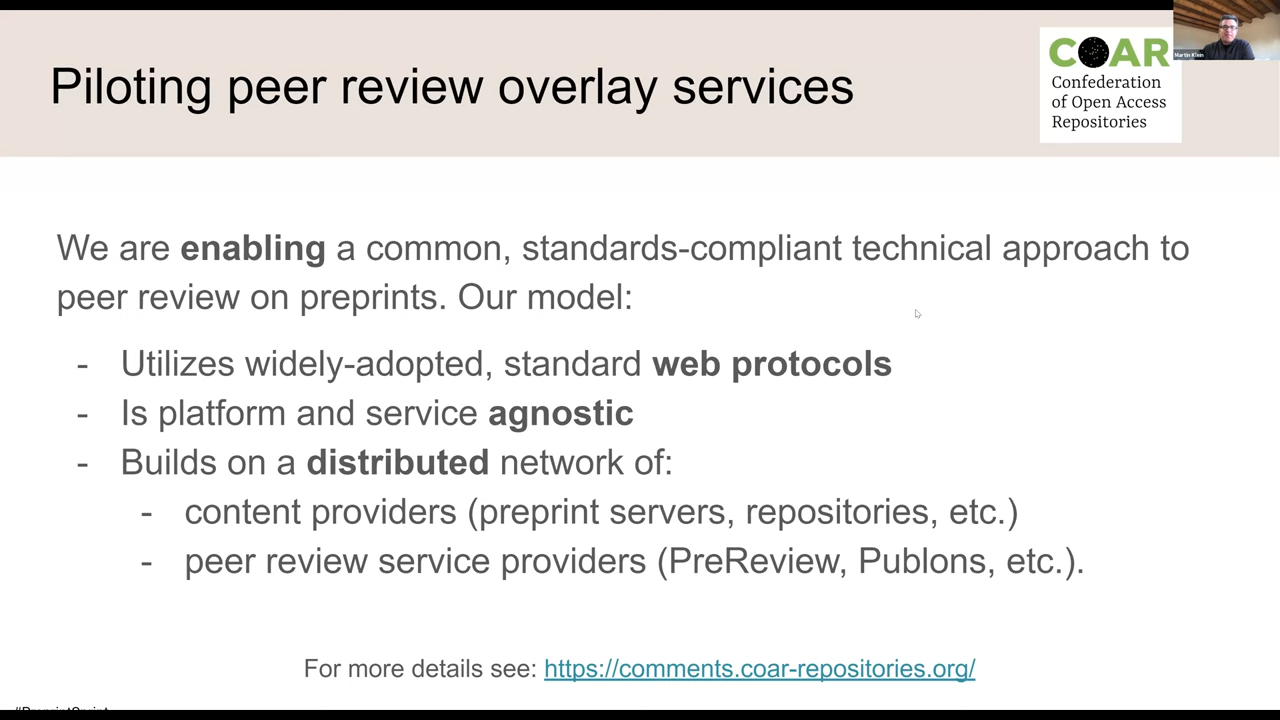 Piloting peer review overlay services
COAR
Confederation
of Open Access
Repositories
Martin Klein
We are enabling a common, standards-compliant technical approach to
peer review on preprints. Our model:
- Utilizes widely-adopted, standard web protocols
- Is platform and service agnostic
- Builds on a distributed network of:
- content providers (preprint servers, repositories, etc.)
- peer review service providers (PreReview, Publons, etc.).
For more details see: https://comments.coar-repositories.org/